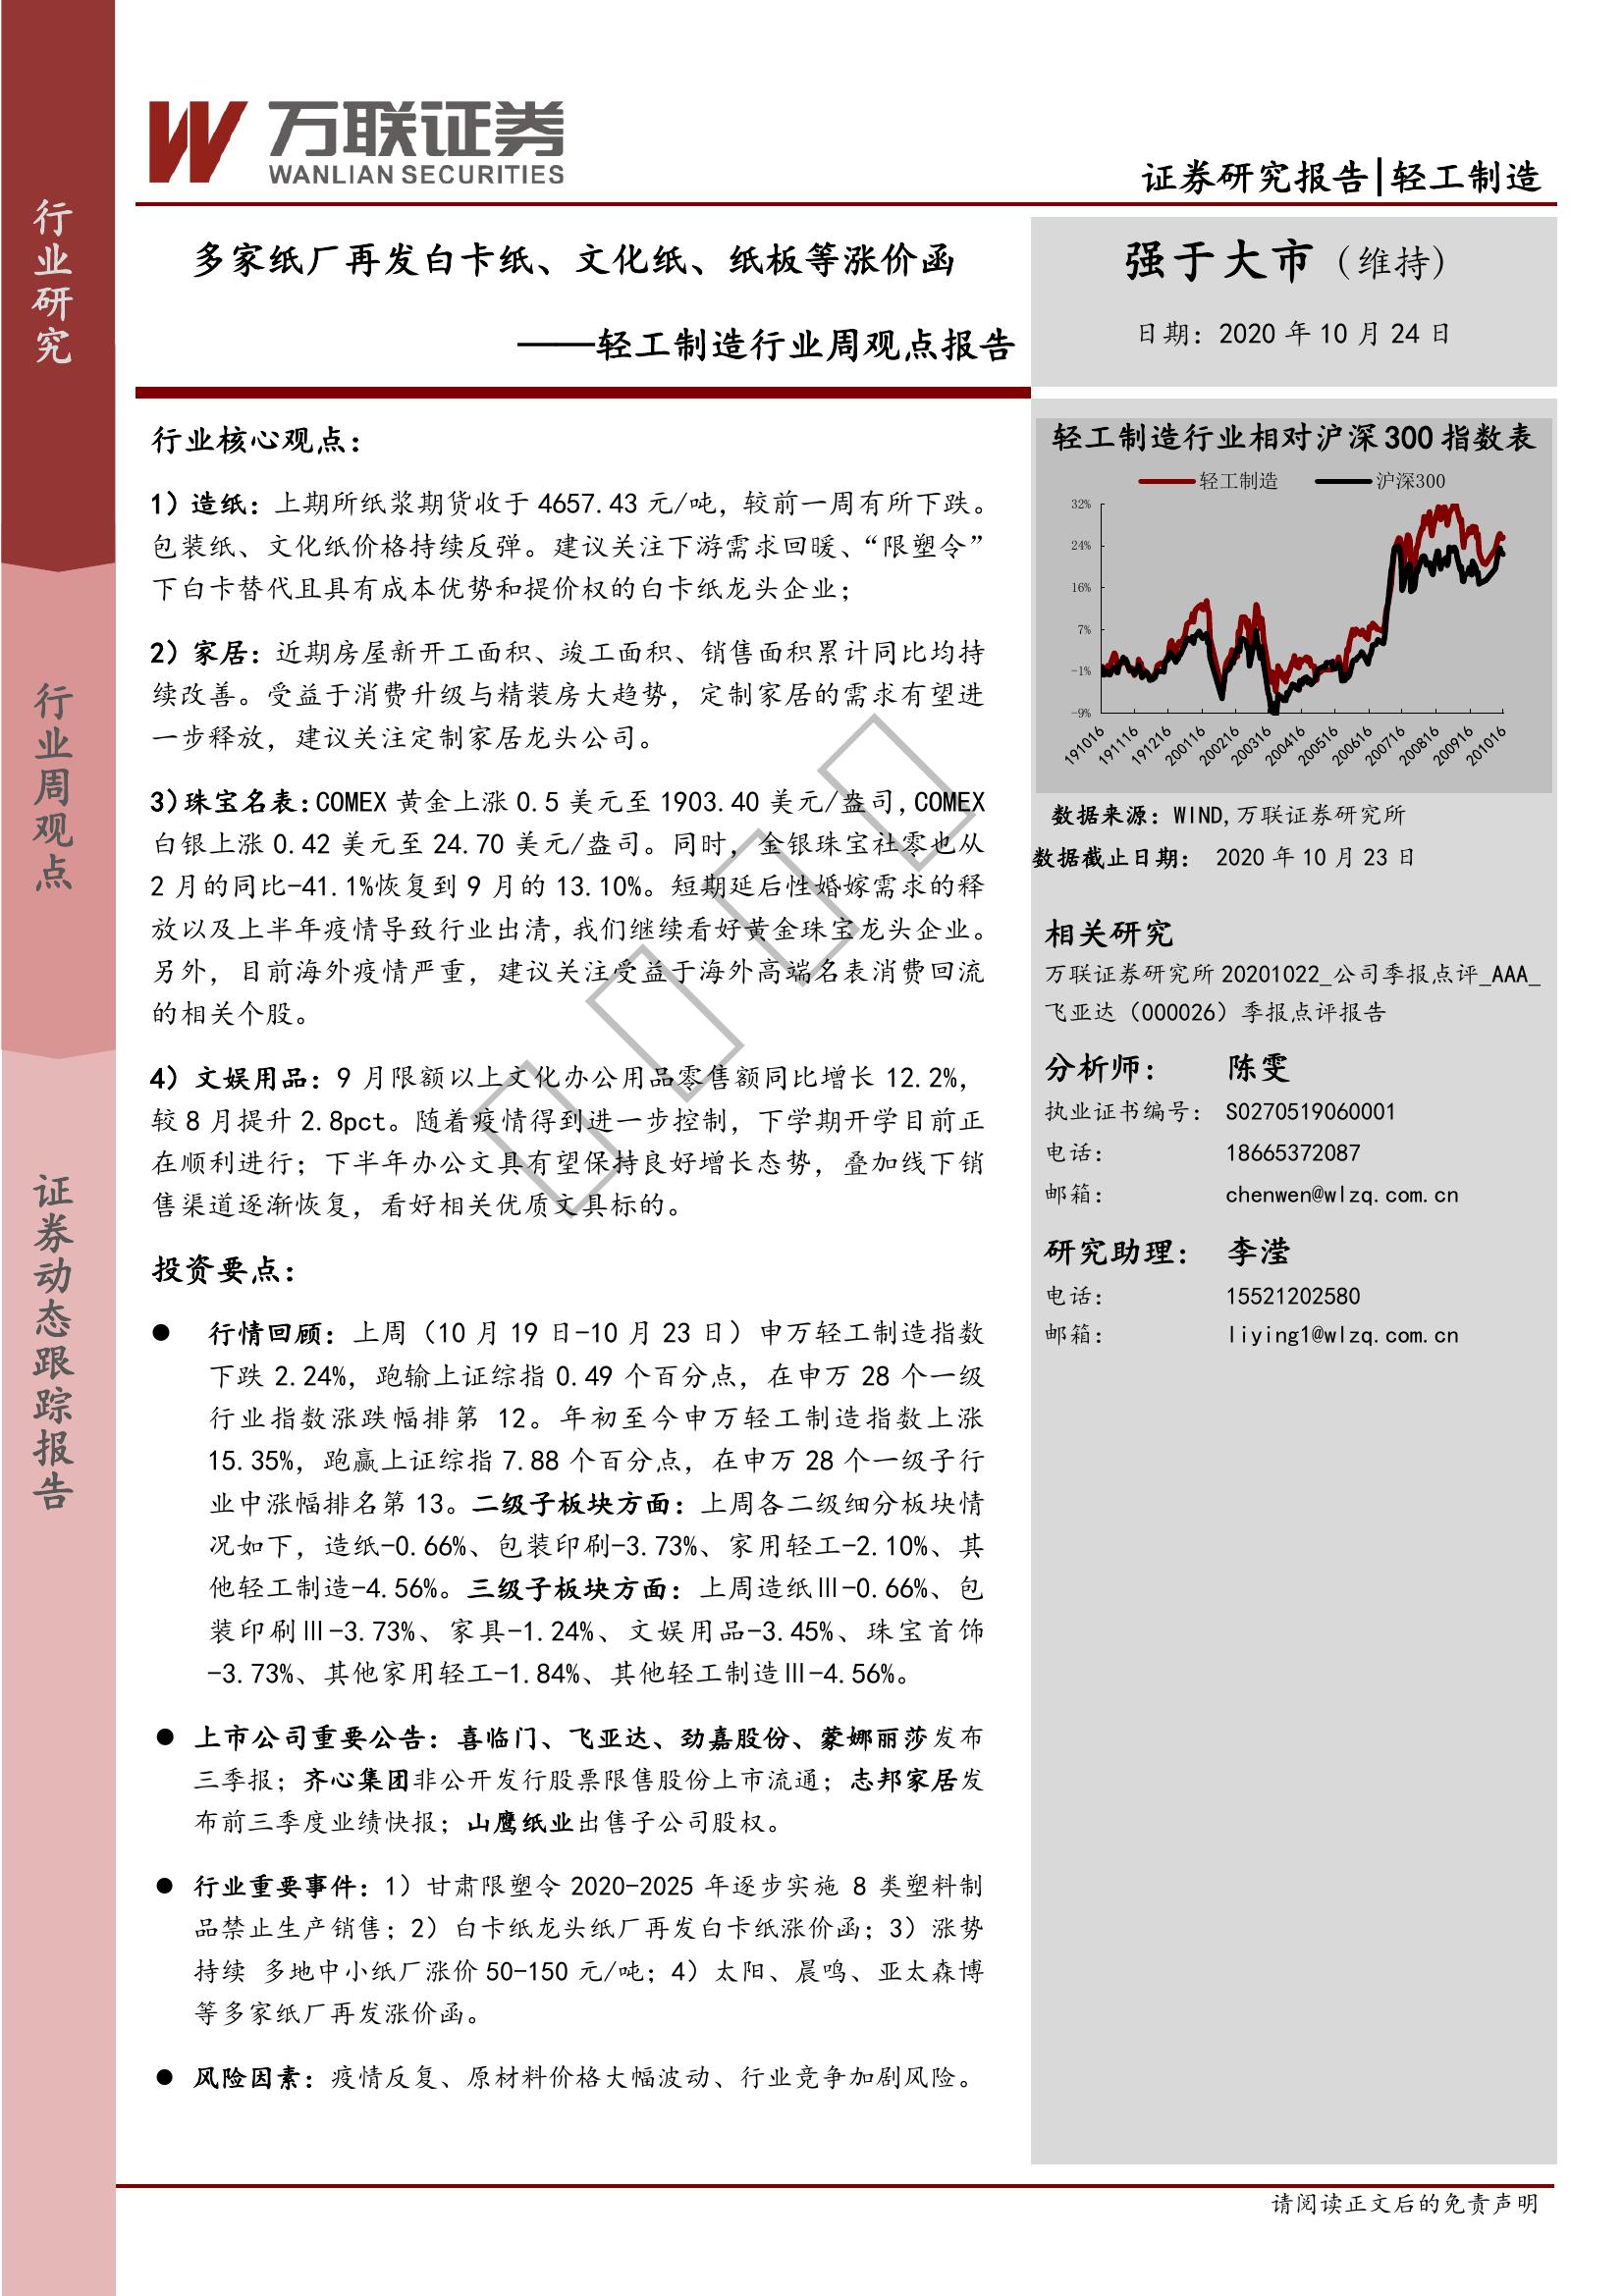 行业研究
行业周观点
证券动态跟踪报告
万联证券
WANLIAN SECURITIES
证券研究报告|轻工制造
多家纸厂再发白卡纸、文化纸、纸板等涨价函
——轻工制造行业周观点报告
强于大市（维持）
日期：2020 年 10 月 24 日
行业核心观点：
1）造纸：上期所纸浆期货收于 4657.43 元/吨，较前一周有所下跌。
包装纸、文化纸价格持续反弹。建议关注下游需求回暖、“限塑令”
下白卡替代且具有成本优势和提价权的白卡纸龙头企业；
2）家居：近期房屋新开工面积、竣工面积、销售面积累计同比均持
续改善。受益于消费升级与精装房大趋势，定制家居的需求有望进
一步释放，建议关注定制家居龙头公司。
3）珠宝名表：COMEX 黄金上涨 0.5 美元至 1903.40 美元/盎司，COMEX
白银上涨 0.42 美元至 24.70 美元/盎司。同时，金银珠宝社零也从
2 月的同比-41.1%恢复到 9 月的 13.10%。短期延后性婚嫁需求的释
放以及上半年疫情导致行业出清，我们继续看好黄金珠宝龙头企业。
另外，目前海外疫情严重，建议关注受益于海外高端名表消费回流
的相关个股。
4）文娱用品：9 月限额以上文化办公用品零售额同比增长 12.2%，
较 8 月提升 2.8pct。随着疫情得到进一步控制，下学期开学目前正
在顺利进行；下半年办公文具有望保持良好增长态势，叠加线下销
售渠道逐渐恢复，看好相关优质文具标的。
投资要点：
● 行情回顾：上周（10 月 19 日-10 月 23 日）申万轻工制造指数
下跌 2.24%，跑输上证综指 0.49 个百分点，在申万 28 个一级
行业指数涨跌幅排第 12。年初至今申万轻工制造指数上涨
15.35%，跑赢上证综指 7.88 个百分点，在申万 28 个一级子行
业中涨幅排名第 13。二级子板块方面：上周各二级细分板块情
况如下，造纸-0.66%、包装印刷-3.73%、家用轻工-2.10%、其
他轻工制造-4.56%。三级子板块方面：上周造纸Ⅲ-0.66%、包
装印刷Ⅲ-3.73%、家具-1.24%、文娱用品-3.45%、珠宝首饰
-3.73%、其他家用轻工-1.84%、其他轻工制造Ⅲ-4.56%。
● 上市公司重要公告：喜临门、飞亚达、劲嘉股份、蒙娜丽莎发布
三季报；齐心集团非公开发行股票限售股份上市流通；志邦家居发
布前三季度业绩快报；山鹰纸业出售子公司股权。
● 行业重要事件：1）甘肃限塑令 2020-2025 年逐步实施 8 类塑料制
品禁止生产销售；2）白卡纸龙头纸厂再发白卡纸涨价函；3）涨势
持续 多地中小纸厂涨价 50-150 元/吨；4）太阳、晨鸣、亚太森博
等多家纸厂再发涨价函。
● 风险因素：疫情反复、原材料价格大幅波动、行业竞争加剧风险。
轻工制造行业相对沪深 300 指数表
轻工制造 沪深300
32%
24%
16%
7%
-1%
-9%
191016 191116 191216 200116 200216 200316 200416 200516 200616 200716 200816 200916 201016
数据来源：WIND,万联证券研究所
数据截止日期： 2020 年 10 月 23 日
相关研究
万联证券研究所 20201022_公司季报点评_AAA_
飞亚达（000026）季报点评报告
分析师： 陈雯
执业证书编号： S0270519060001
电话： 18665372087
邮箱： chenwen@wlzq.com.cn
研究助理： 李滢
电话： 15521202580
邮箱： liying1@wlzq.com.cn
请阅读正文后的免责声明